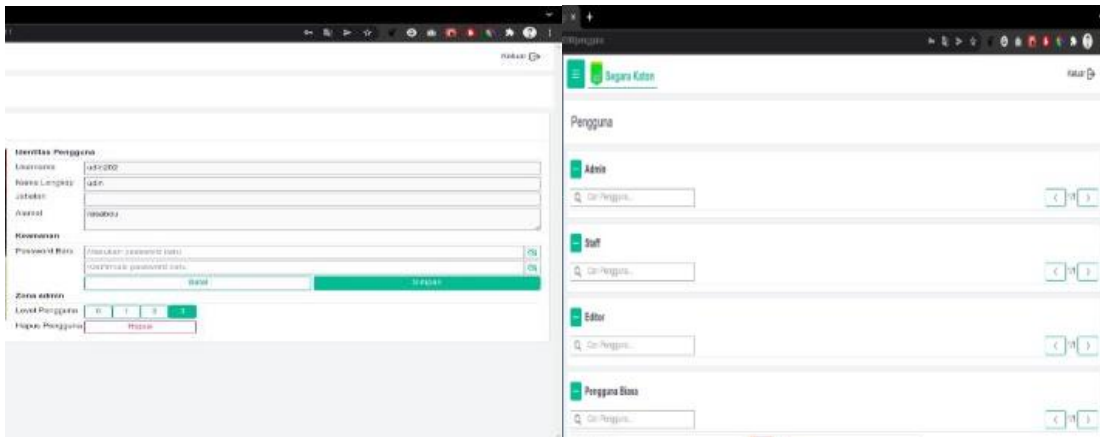 Keluar
Identitas Pengguna
Username
Nama Lengkap udin
Jabatan
Alamat
Keamanan
Password Baru Masukan password baru
Konfirmasi password baru
Batal Simpan
Zona admin
Level Pengguna 0 1 2 3
Hapus Pengguna Hapus
Segara Katon Keluar
Pengguna
Admin
Cari Pengguna...
Staff
Cari Pengguna...
Editor
Cari Pengguna...
Pengguna Biasa
Cari Pengguna...